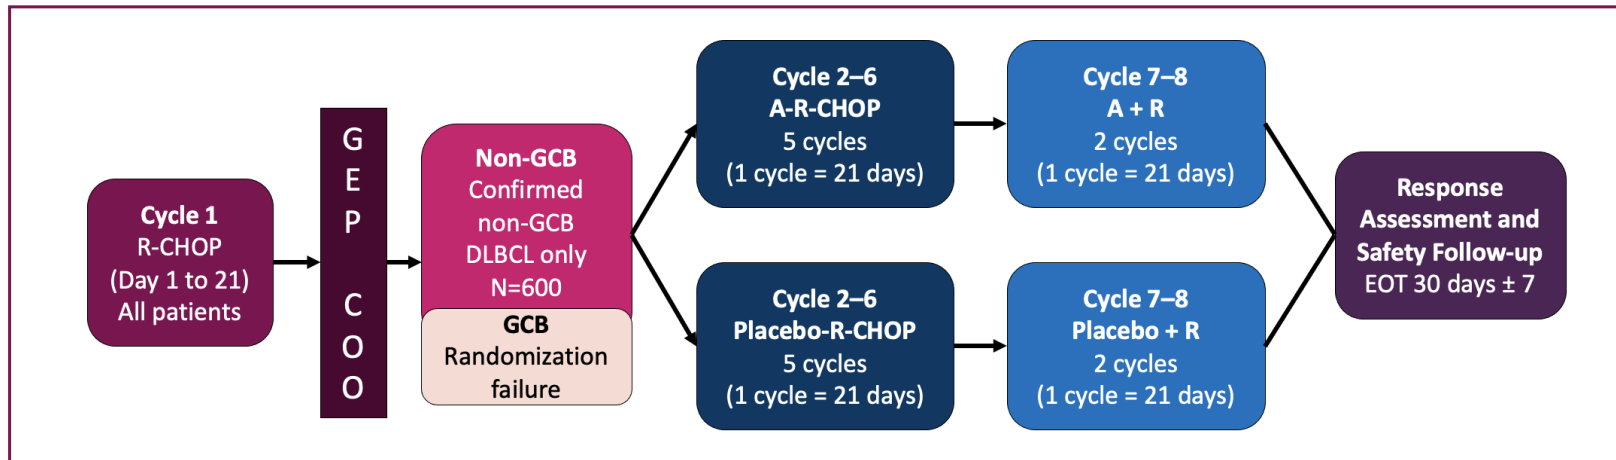 Cycle 1
R-CHOP
(Day 1 to 21)
All patients
G
E
P
C
O
O
Non-GCB
Confirmed
non-GCB
DLBCL only
N=600
GCB
Randomization
failure
Cycle 2–6
A-R-CHOP
5 cycles
(1 cycle = 21 days)
Cycle 7–8
A + R
2 cycles
(1 cycle = 21 days)
Cycle 2–6
Placebo-R-CHOP
5 cycles
(1 cycle = 21 days)
Cycle 7–8
Placebo + R
2 cycles
(1 cycle = 21 days)
Response
Assessment and
Safety Follow-up
EOT 30 days ± 7